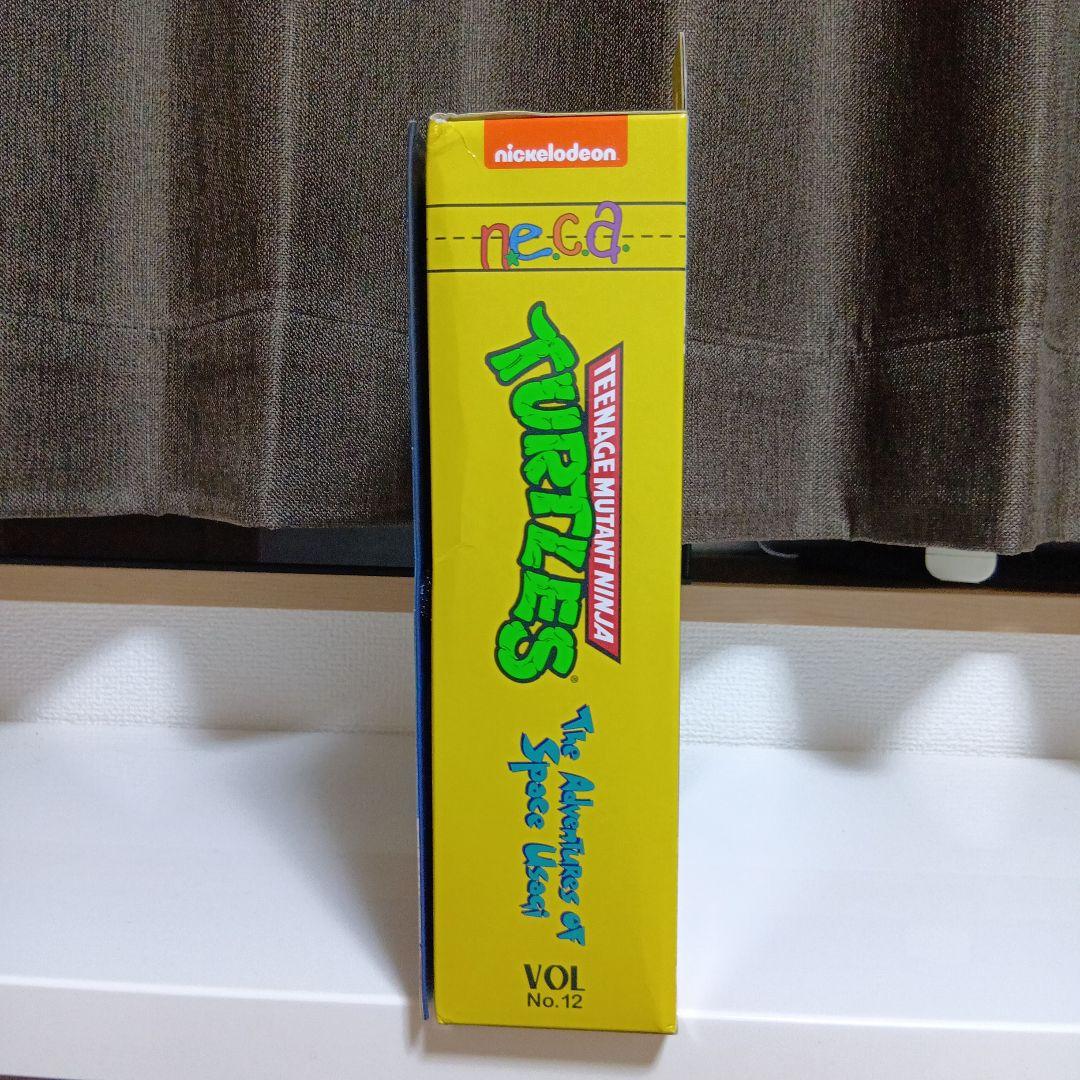 nickelodeon
n.e.c.a.
TEENAGE MUTANT NINJA
TURTLES®
The Adventures of
Space Usagi
VOL
No.12